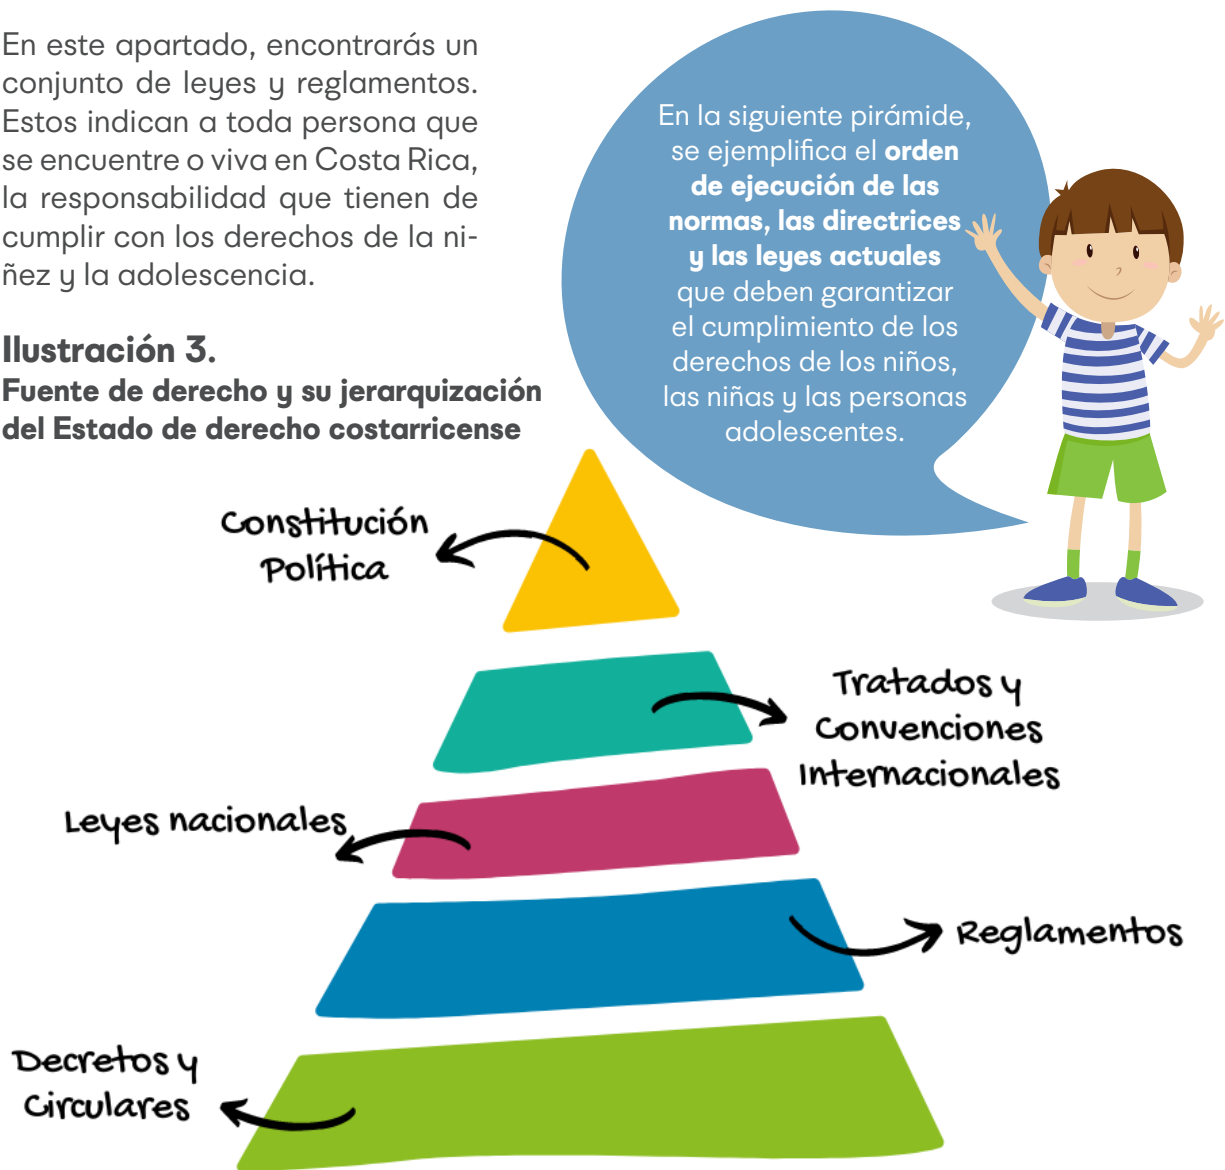 En este apartado, encontrarás un
conjunto de leyes y reglamentos.
Estos indican a toda persona que
se encuentre o viva en Costa Rica,
la responsabilidad que tienen de
cumplir con los derechos de la ni-
ñez y la adolescencia.
Ilustración 3.
Fuente de derecho y su jerarquización
del Estado de derecho costarricense
En la siguiente pirámide,
se ejemplifica el orden
de ejecución de las
normas, las directrices
y las leyes actuales
que deben garantizar
el cumplimiento de los
derechos de los niños,
las niñas y las personas
adolescentes.
Constitución
Política
Tratados y
Convenciones
Internacionales
Leyes nacionales
Reglamentos
Decretos y
Circulares